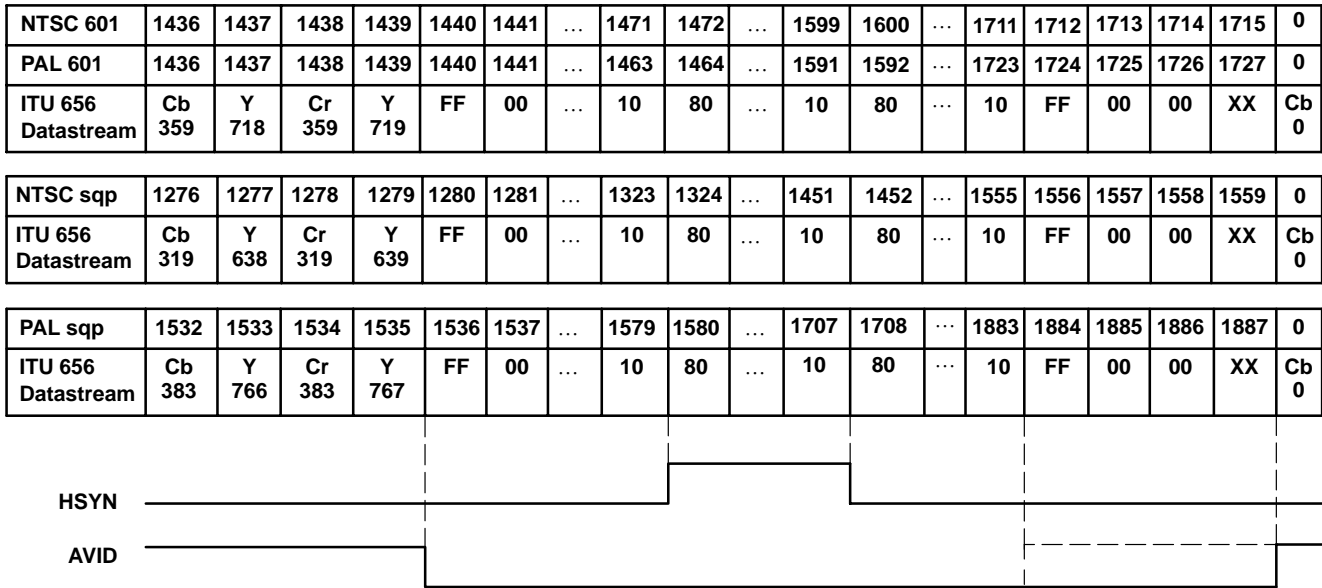 NTSC 601 1436 1437 1438 1439 1440 1441 … 1471 1472 … 1599 1600 … 1711 1712 1713 1714 1715 0
PAL 601 1436 1437 1438 1439 1440 1441 … 1463 1464 … 1591 1592 … 1723 1724 1725 1726 1727 0
ITU 656 Cb Y Cr Y FF 00 … 10 80 … 10 80 … 10 FF 00 00 XX Cb
Datastream 359 718 359 719 0
NTSC sqp 1276 1277 1278 1279 1280 1281 … 1323 1324 … 1451 1452 … 1555 1556 1557 1558 1559 0
ITU 656 Cb Y Cr Y FF 00 … 10 80 … 10 80 … 10 FF 00 00 XX Cb
Datastream 319 638 319 639 0
PAL sqp 1532 1533 1534 1535 1536 1537 … 1579 1580 … 1707 1708 … 1883 1884 1885 1886 1887 0
ITU 656 Cb Y Cr Y FF 00 … 10 80 … 10 80 … 10 FF 00 00 XX Cb
Datastream 383 766 383 767 0
HSYN
AVID